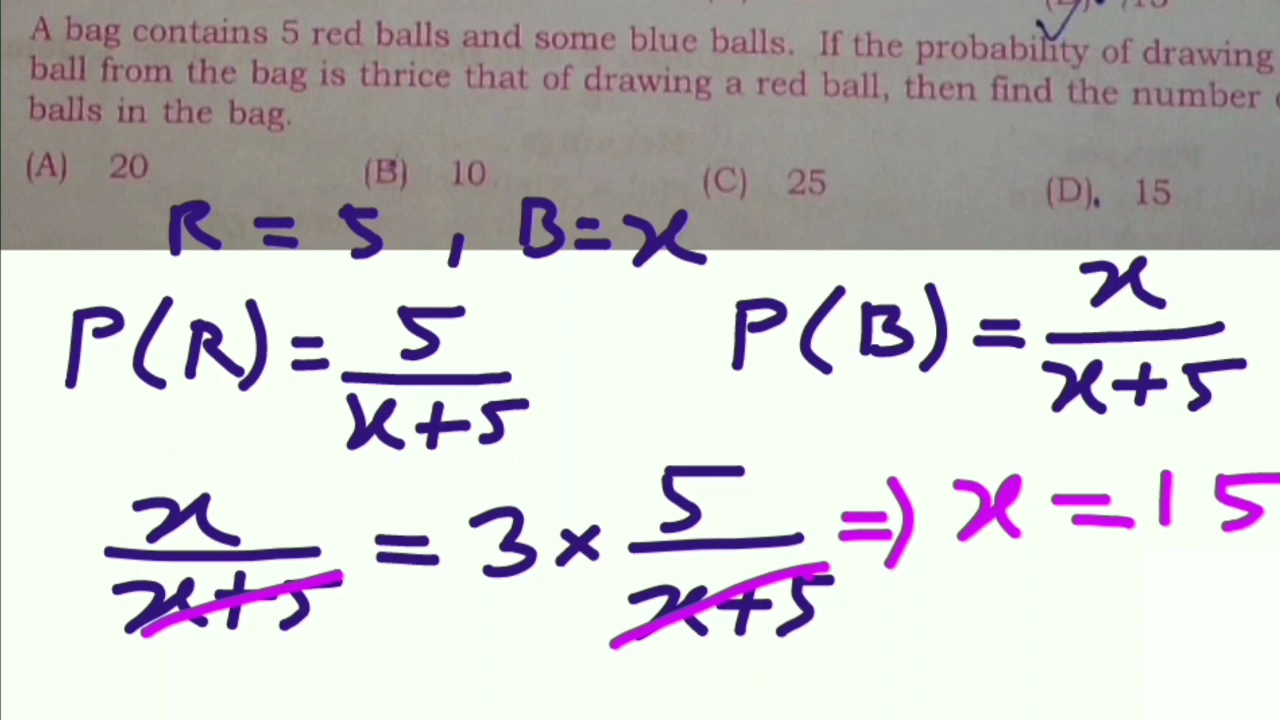 A bag contains 5 red balls and some blue balls. If the probability of drawing
ball from the bag is thrice that of drawing a red ball, then find the number
balls in the bag.
(A) 20 (B) 10 (C) 25 (D). 15
R = 5 , B = x
P(R) = 5/(x+5) P(B) = x/(x+5)
x/(x+5) = 3 × 5/(x+5) ⇒ x = 15